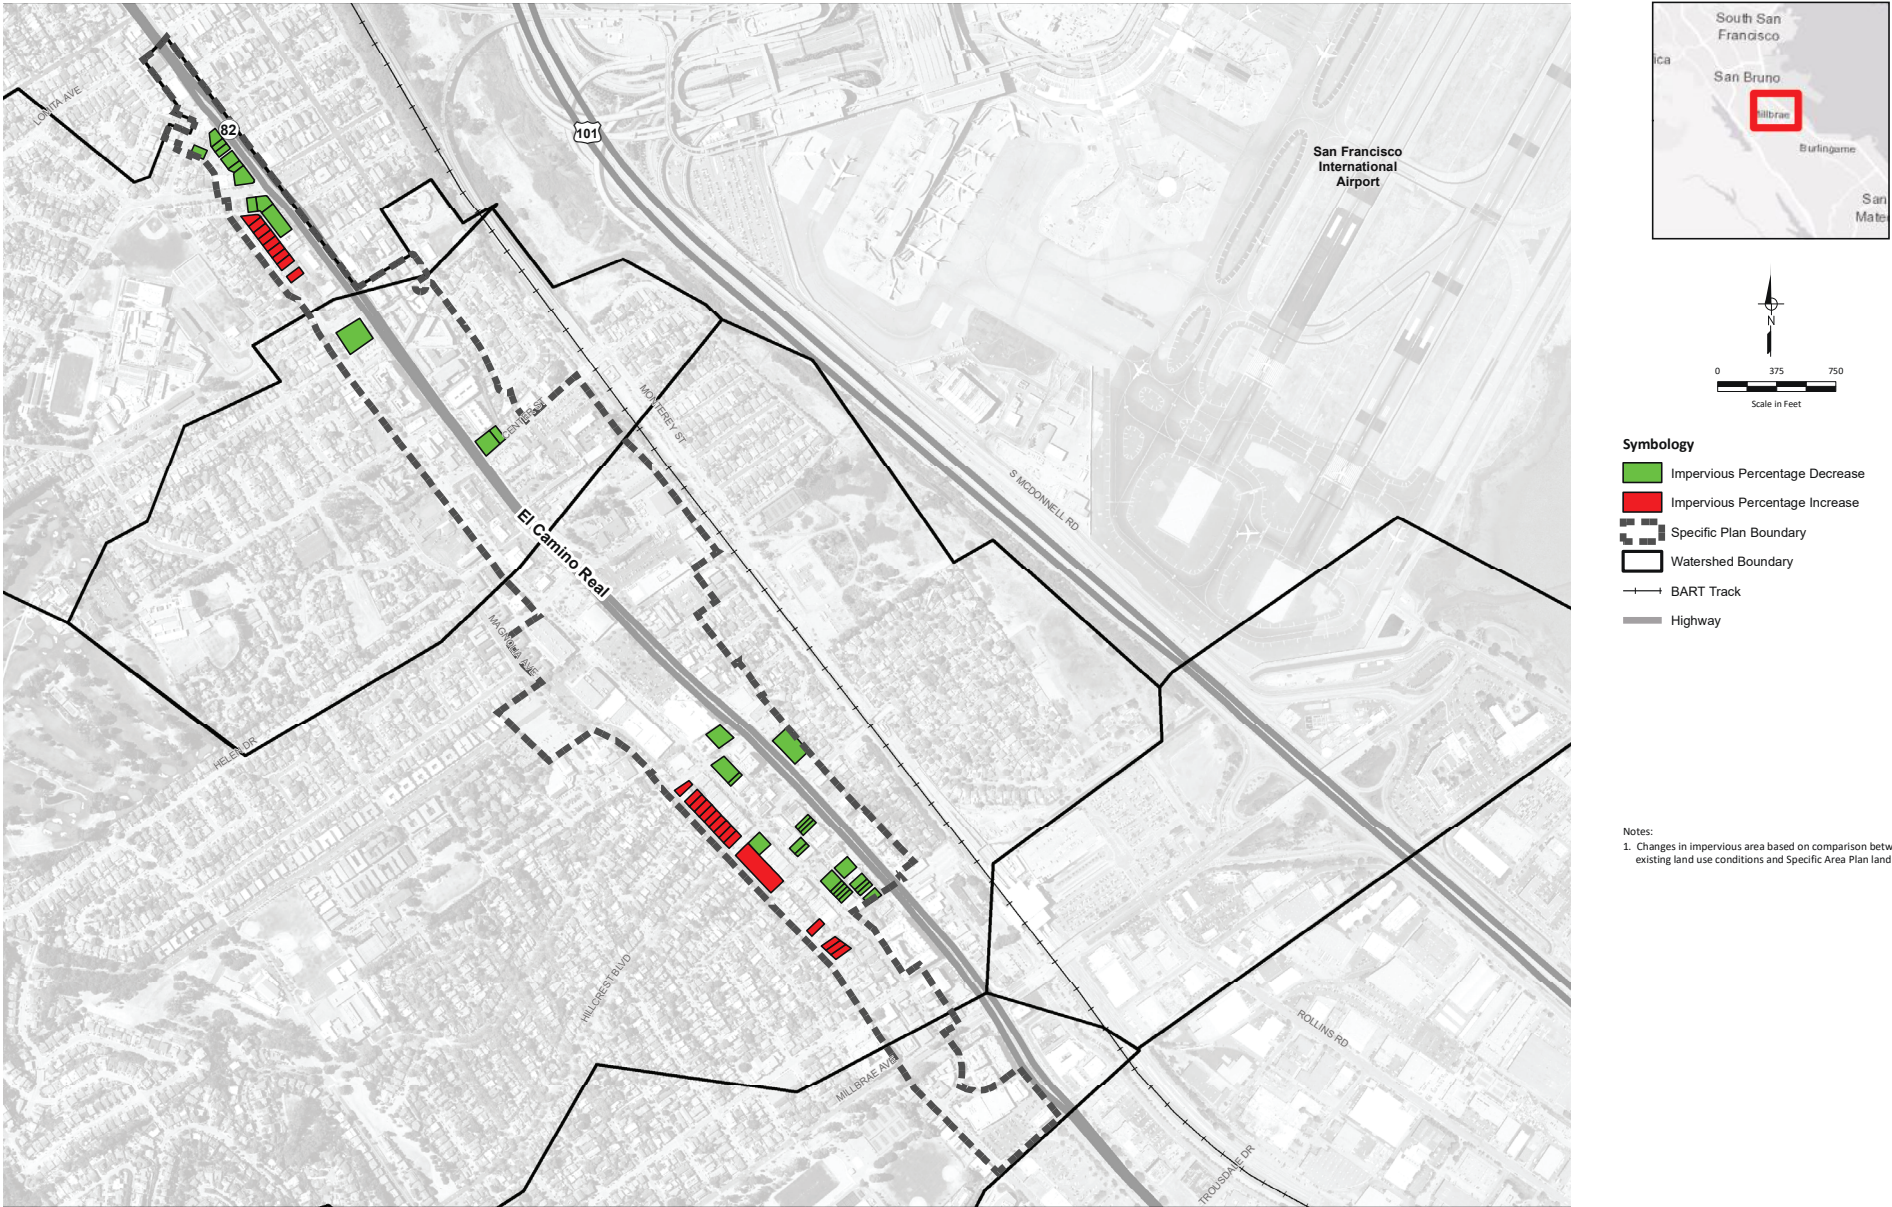 LOMITA AVE
82
101
San Francisco
International
Airport
MONTEREY ST
CENTER ST
S MCDONNELL RD
El Camino Real
MAGNOLIA AVE
HELEN DR
HILLCREST BLVD
MILLBRAE AVE
ROLLINS RD
TROUSDALE DR
South San
Francisco
ica
San Bruno
illbrae
Burlingame
San
Mate
N
0 375 750
Scale in Feet
Symbology
Impervious Percentage Decrease
Impervious Percentage Increase
Specific Plan Boundary
Watershed Boundary
BART Track
Highway
Notes:
1. Changes in impervious area based on comparison betw
existing land use conditions and Specific Area Plan land